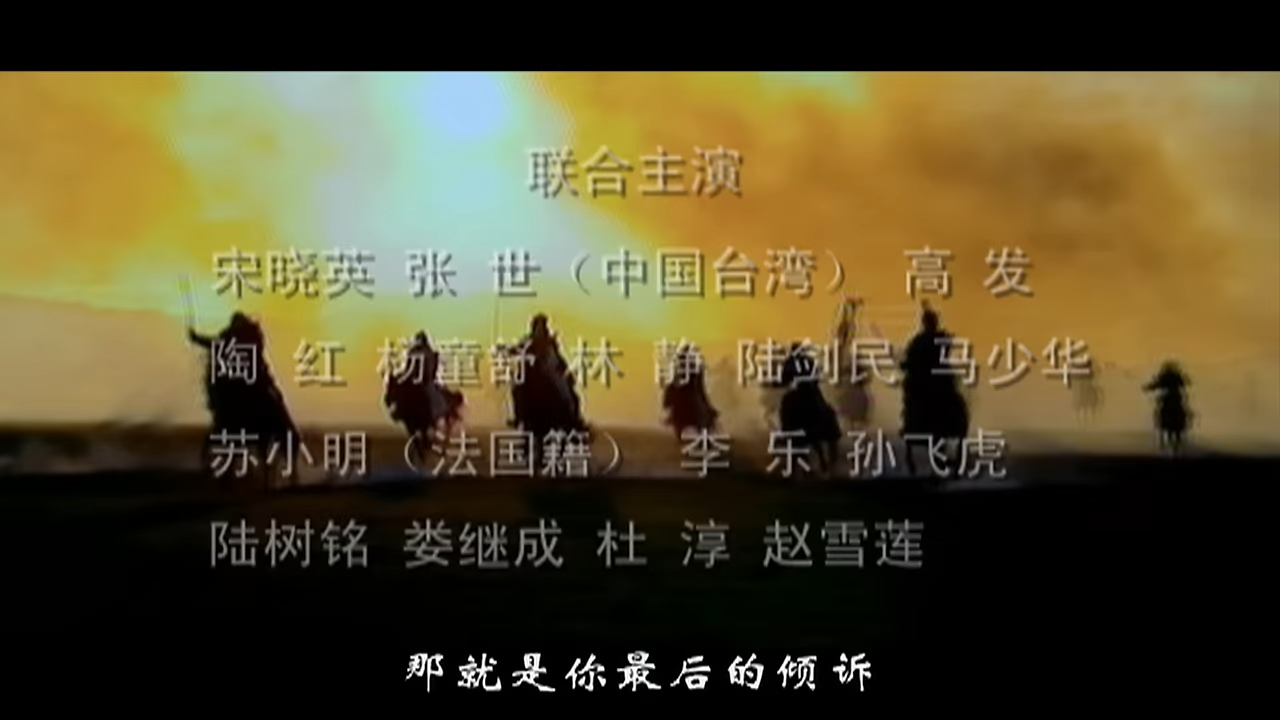 联合主演
宋晓英 张 世（中国台湾） 高 发
陶 红 杨童舒 林 静 陆剑民 马少华
苏小明（法国籍） 李 乐 孙飞虎
陆树铭 娄继成 杜 淳 赵雪莲
那就是你最后的倾诉